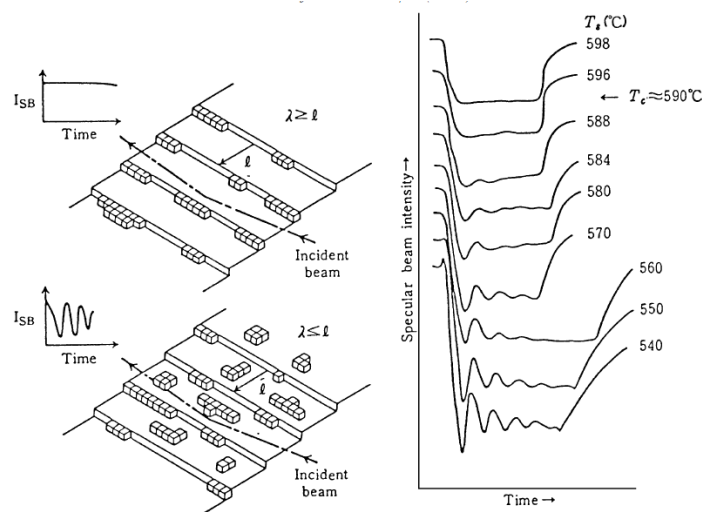 I_SB
Time
λ ≥ ℓ
ℓ
Incident
beam
I_SB
Time
λ ≤ ℓ
ℓ
Incident
beam
T_s (°C)
598
596
← T_c ≈ 590°C
588
584
580
570
560
550
540
Specular beam intensity→
Time→